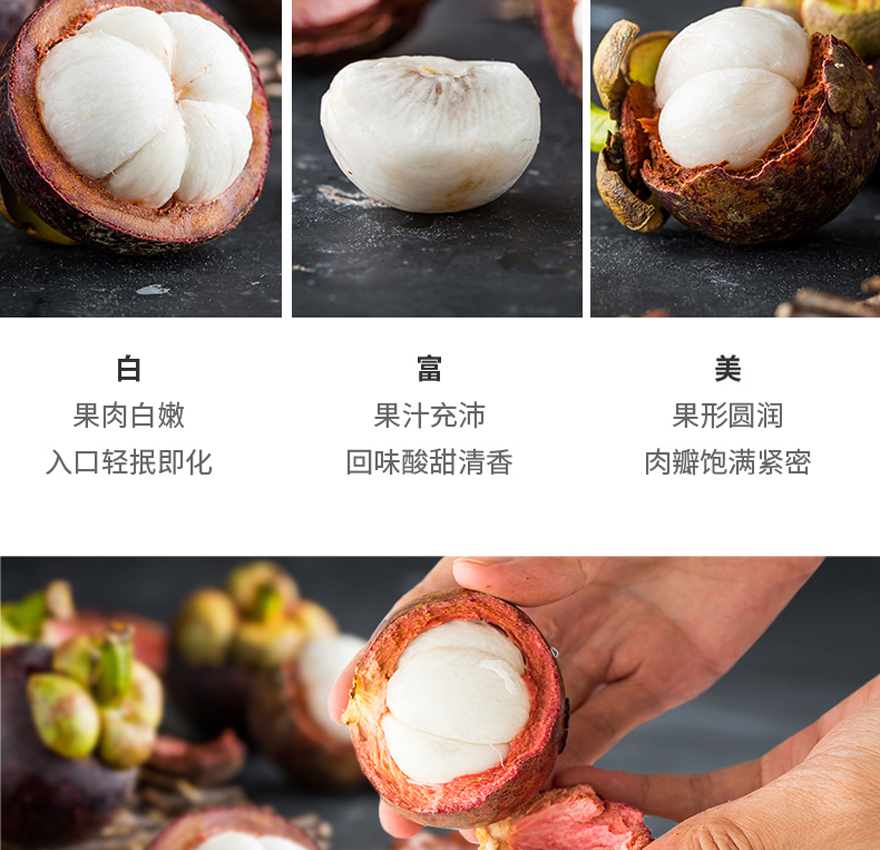 白
果肉白嫩
入口轻抿即化
富
果汁充沛
回味酸甜清香
美
果形圆润
肉瓣饱满紧密